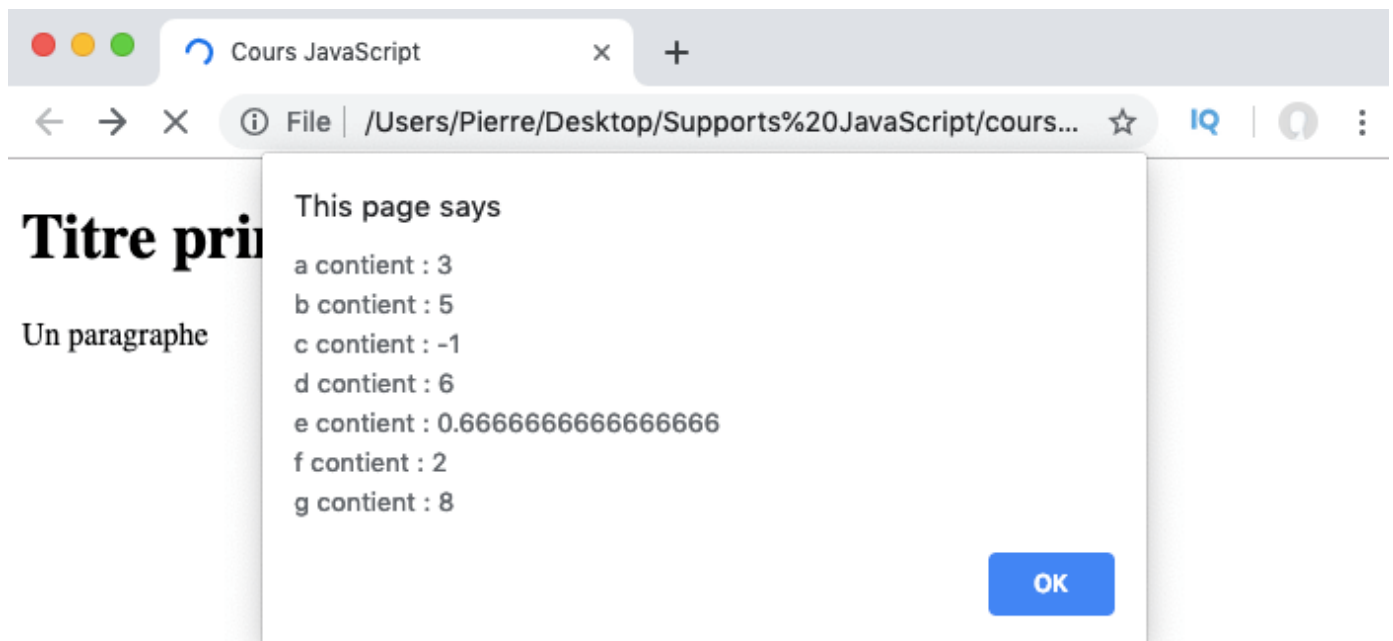 Cours JavaScript
File /Users/Pierre/Desktop/Supports%20JavaScript/cours... IQ
This page says
Titre
a contient : 3
b contient : 5
Un paragraphe
c contient : -1
d contient : 6
e contient : 0.6666666666666666
f contient : 2
g contient : 8
OK